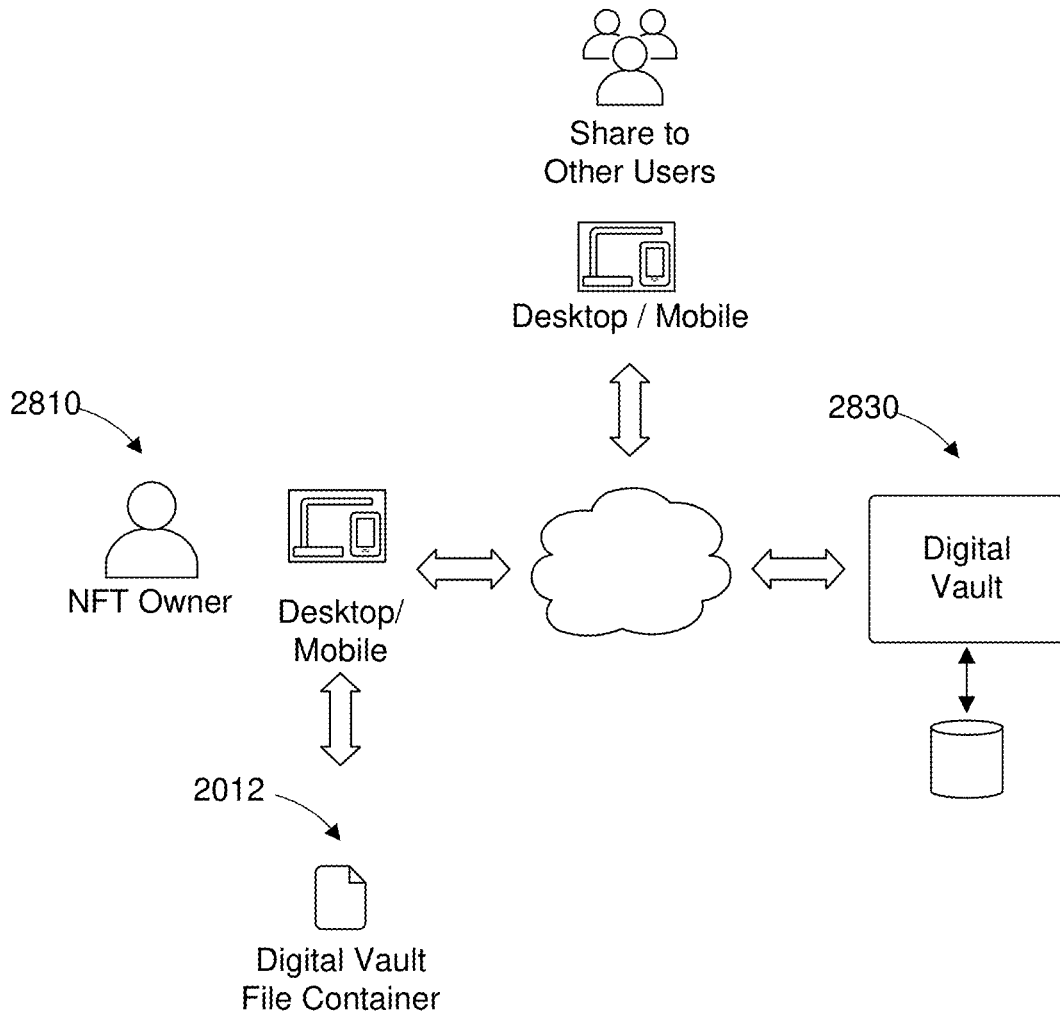 Share to
Other Users
Desktop / Mobile
2810
2830
NFT Owner
Desktop/
Mobile
Digital
Vault
2012
Digital Vault
File Container